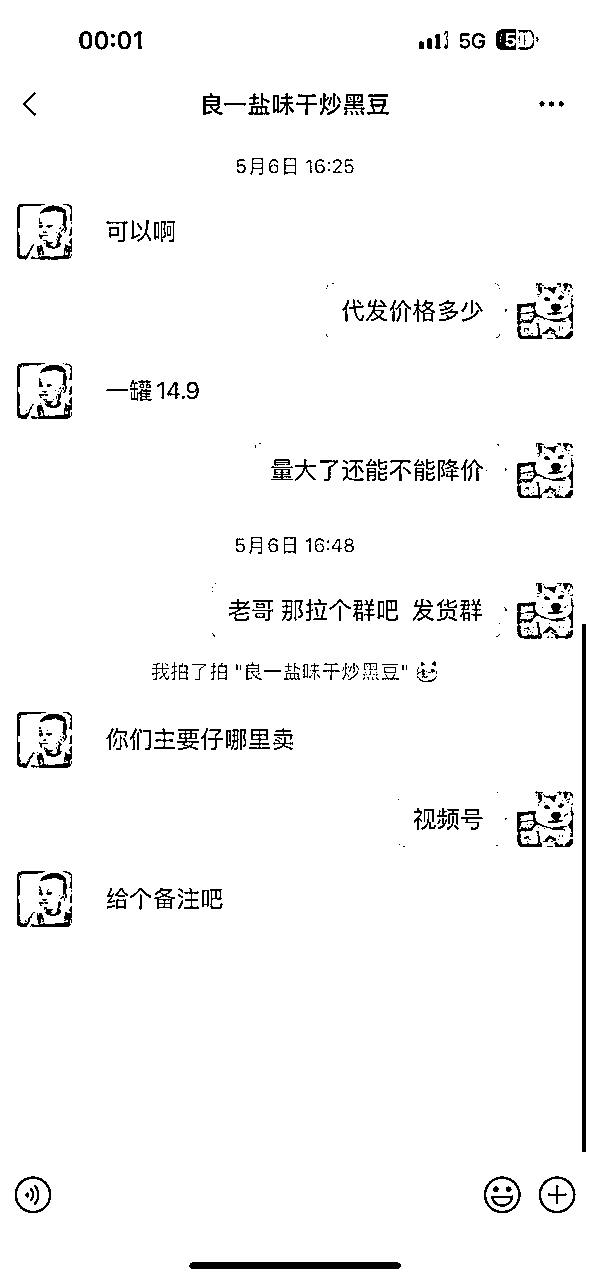 00:01
5G 5
良一盐味干炒黑豆
5月6日 16:25
可以啊
代发价格多少
一罐14.9
量大了还能不能降价
5月6日 16:48
老哥 那拉个群吧 发货群
我拍了拍 "良一盐味干炒黑豆"
你们主要仔哪里卖
视频号
给个备注吧